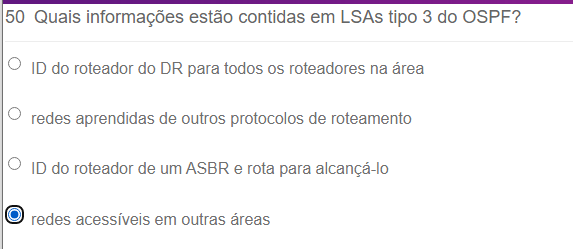 50 Quais informações estão contidas em LSAs tipo 3 do OSPF?
ID do roteador do DR para todos os roteadores na área
redes aprendidas de outros protocolos de roteamento
ID do roteador de um ASBR e rota para alcançá-lo
redes acessíveis em outras áreas